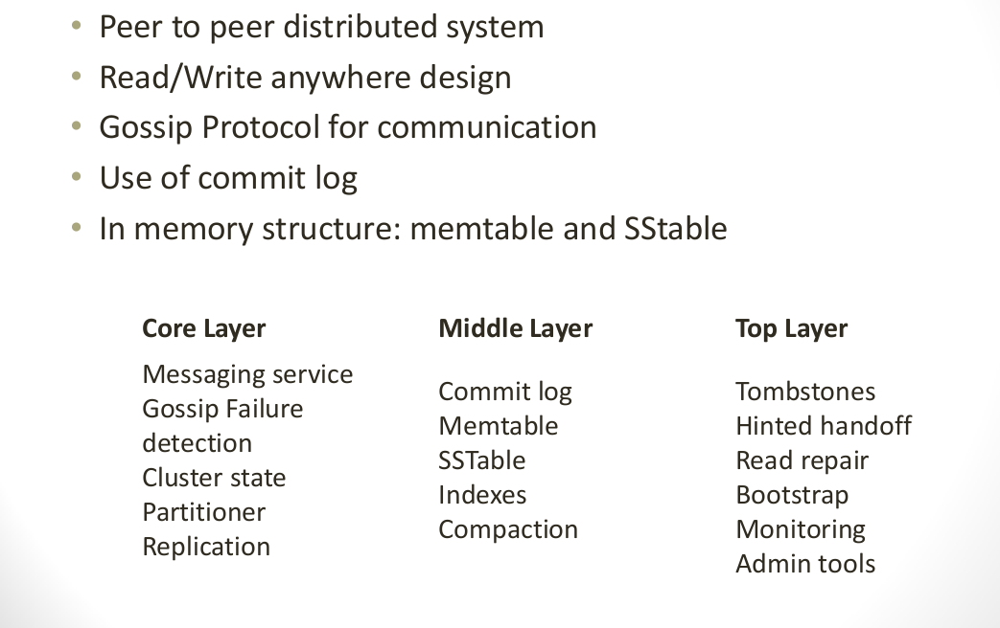 Peer to peer distributed system
Read/Write anywhere design
Gossip Protocol for communication
Use of commit log
In memory structure: memtable and SStable
Core Layer
Messaging service
Gossip Failure
detection
Cluster state
Partitioner
Replication
Middle Layer
Commit log
Memtable
SSTable
Indexes
Compaction
Top Layer
Tombstones
Hinted handoff
Read repair
Bootstrap
Monitoring
Admin tools